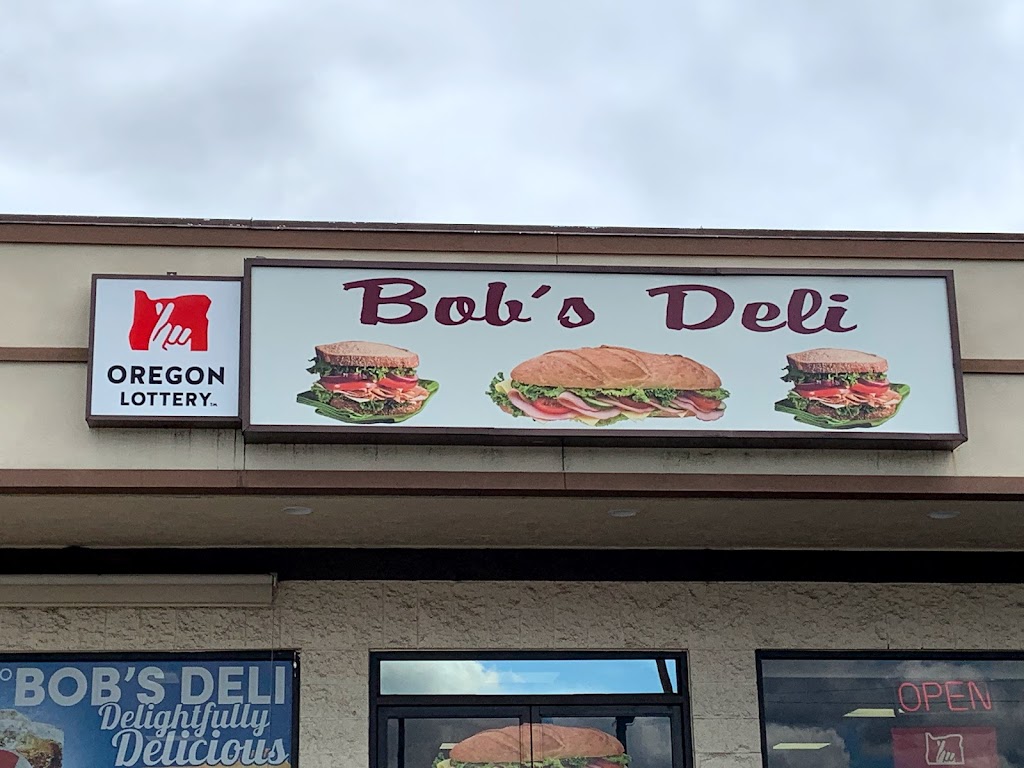 Bob's Deli
OREGON
LOTTERY
BOB'S DELI
Delightfully
Delicious
OPEN